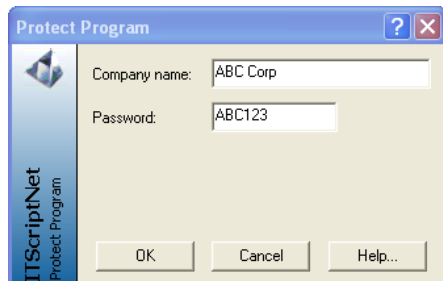 Protect Program
Company name: ABC Corp
Password: ABC123
ITScriptNet
Protect Program
OK Cancel Help...